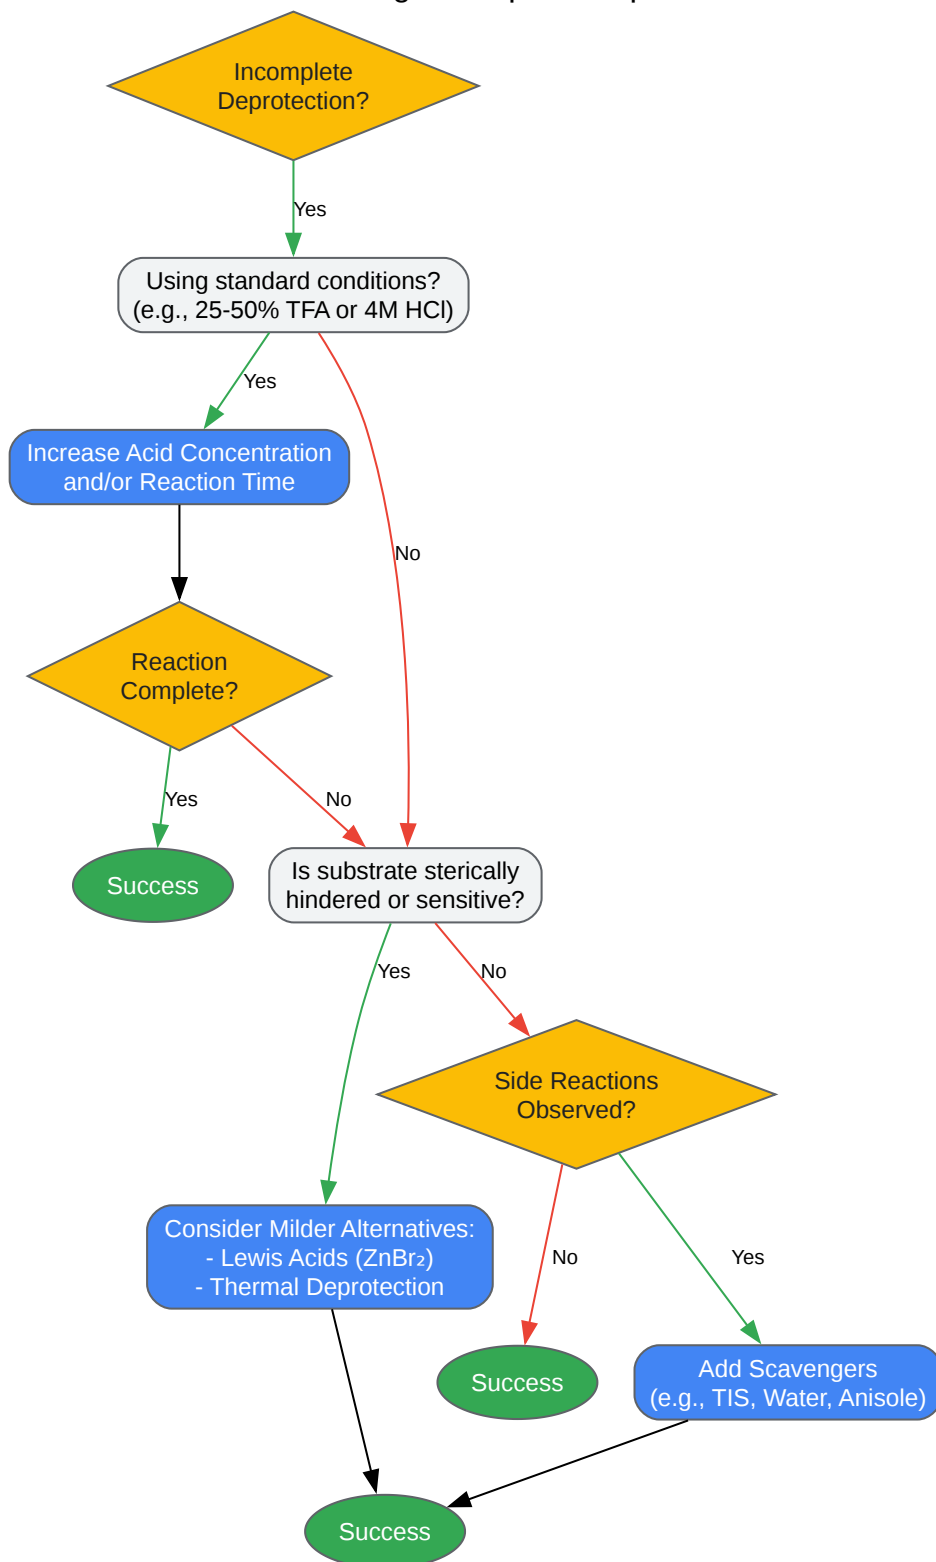 Incomplete
Deprotection?
Yes
Using standard conditions?
(e.g., 25-50% TFA or 4M HCl)
Yes
Increase Acid Concentration
and/or Reaction Time
No
Reaction
Complete?
Yes
No
Success
Is substrate sterically
hindered or sensitive?
Yes
No
Side Reactions
Observed?
Consider Milder Alternatives:
- Lewis Acids (ZnBr₂)
- Thermal Deprotection
No
Yes
Success
Add Scavengers
(e.g., TIS, Water, Anisole)
Success